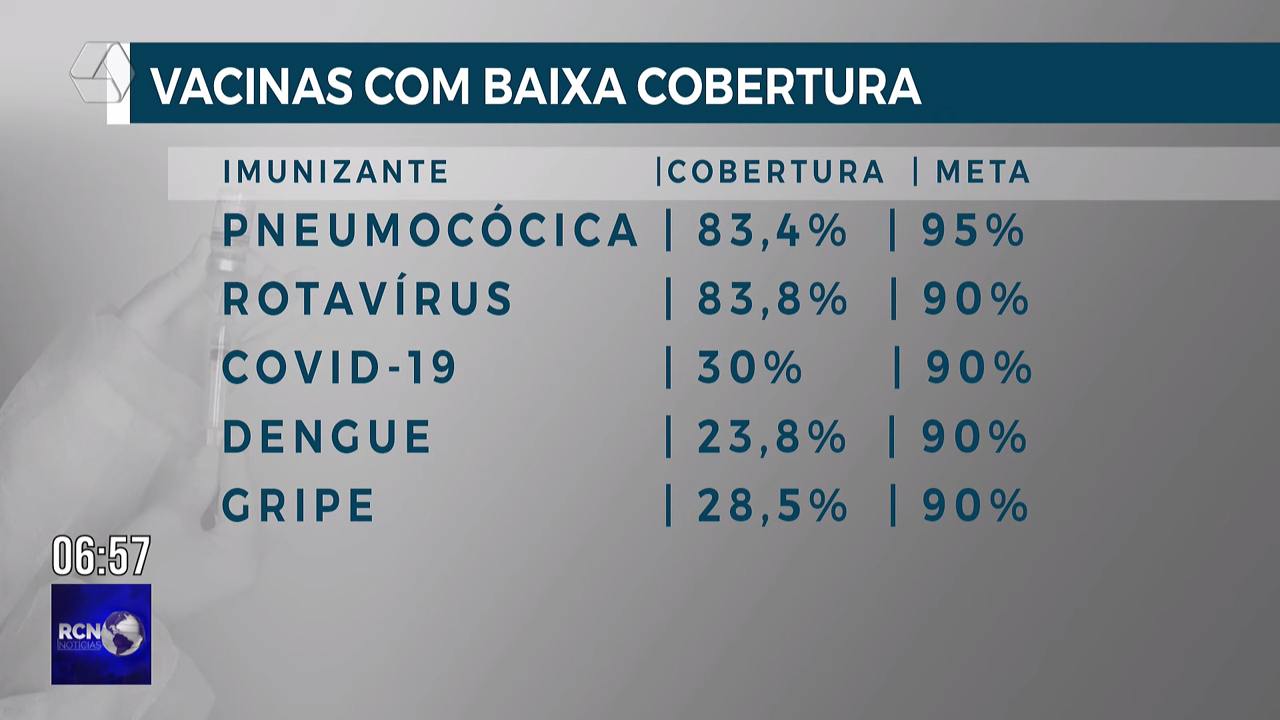 VACINAS COM BAIXA COBERTURA
IMUNIZANTE |COBERTURA | META
PNEUMOCÓCICA | 83,4% | 95%
ROTAVÍRUS | 83,8% | 90%
COVID-19 | 30% | 90%
DENGUE | 23,8% | 90%
GRIPE | 28,5% | 90%
06:57
RCN
NOTÍCIAS